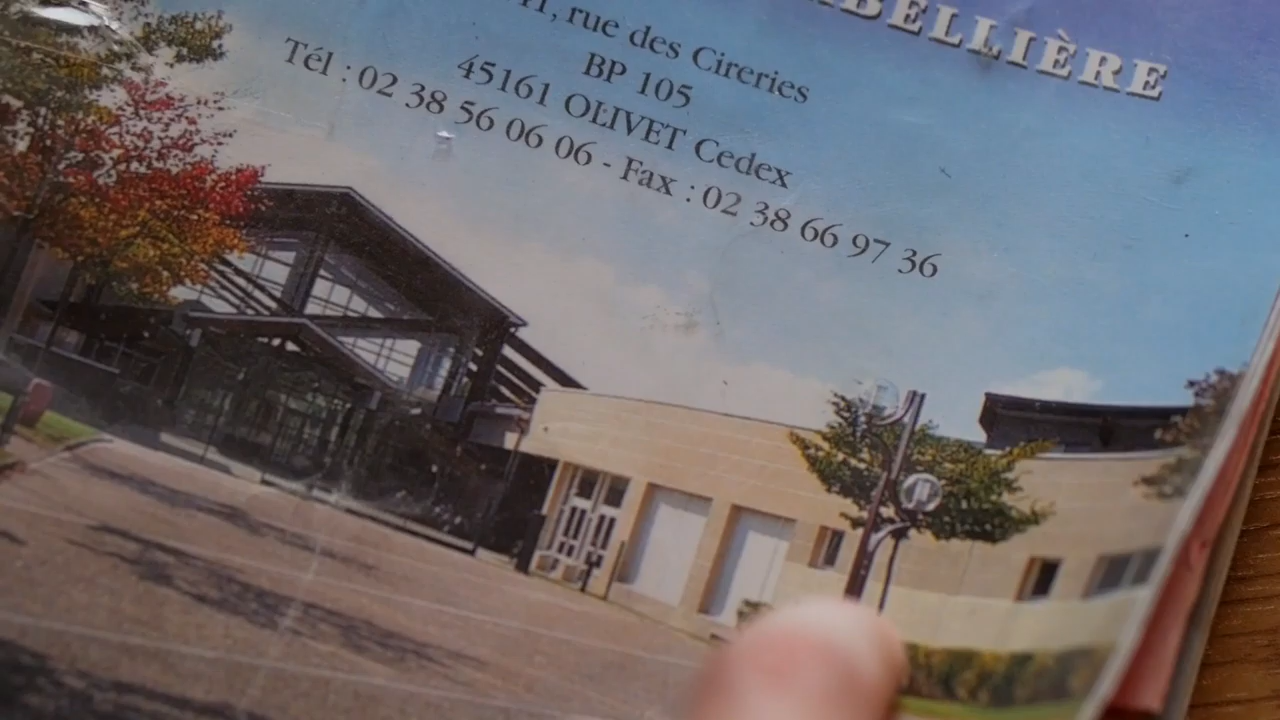 rue des Cireries
BP 105
45161 OLIVET Cedex
Tél : 02 38 56 06 06 - Fax : 02 38 66 97 36